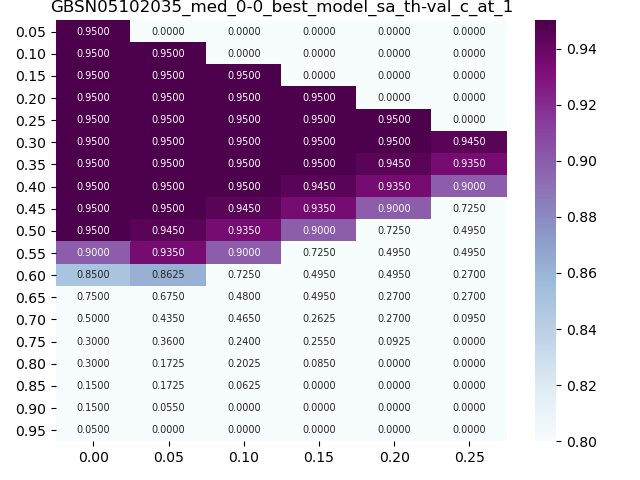 GBSN05102035_med_0-0_best_model_sa_th-val_c_at_1
0.05 0.9500 0.0000 0.0000 0.0000 0.0000 0.0000
0.10 0.9500 0.9500 0.0000 0.0000 0.0000 0.0000
0.15 0.9500 0.9500 0.9500 0.0000 0.0000 0.0000
0.20 0.9500 0.9500 0.9500 0.9500 0.0000 0.0000
0.25 0.9500 0.9500 0.9500 0.9500 0.9500 0.0000
0.30 0.9500 0.9500 0.9500 0.9500 0.9500 0.9450
0.35 0.9500 0.9500 0.9500 0.9500 0.9450 0.9350
0.40 0.9500 0.9500 0.9500 0.9450 0.9350 0.9000
0.45 0.9500 0.9500 0.9450 0.9350 0.9000 0.7250
0.50 0.9500 0.9450 0.9350 0.9000 0.7250 0.4950
0.55 0.9000 0.9350 0.9000 0.7250 0.4950 0.4950
0.60 0.8500 0.8625 0.7250 0.4950 0.4950 0.2700
0.65 0.7500 0.6750 0.4800 0.4950 0.2700 0.2700
0.70 0.5000 0.4350 0.4650 0.2625 0.2700 0.0950
0.75 0.3000 0.3600 0.2400 0.2550 0.0925 0.0000
0.80 0.3000 0.1725 0.2025 0.0850 0.0000 0.0000
0.85 0.1500 0.1725 0.0625 0.0000 0.0000 0.0000
0.90 0.1500 0.0550 0.0000 0.0000 0.0000 0.0000
0.95 0.0500 0.0000 0.0000 0.0000 0.0000 0.0000
0.00 0.05 0.10 0.15 0.20 0.25
0.94
0.92
0.90
0.88
0.86
0.84
0.82
0.80